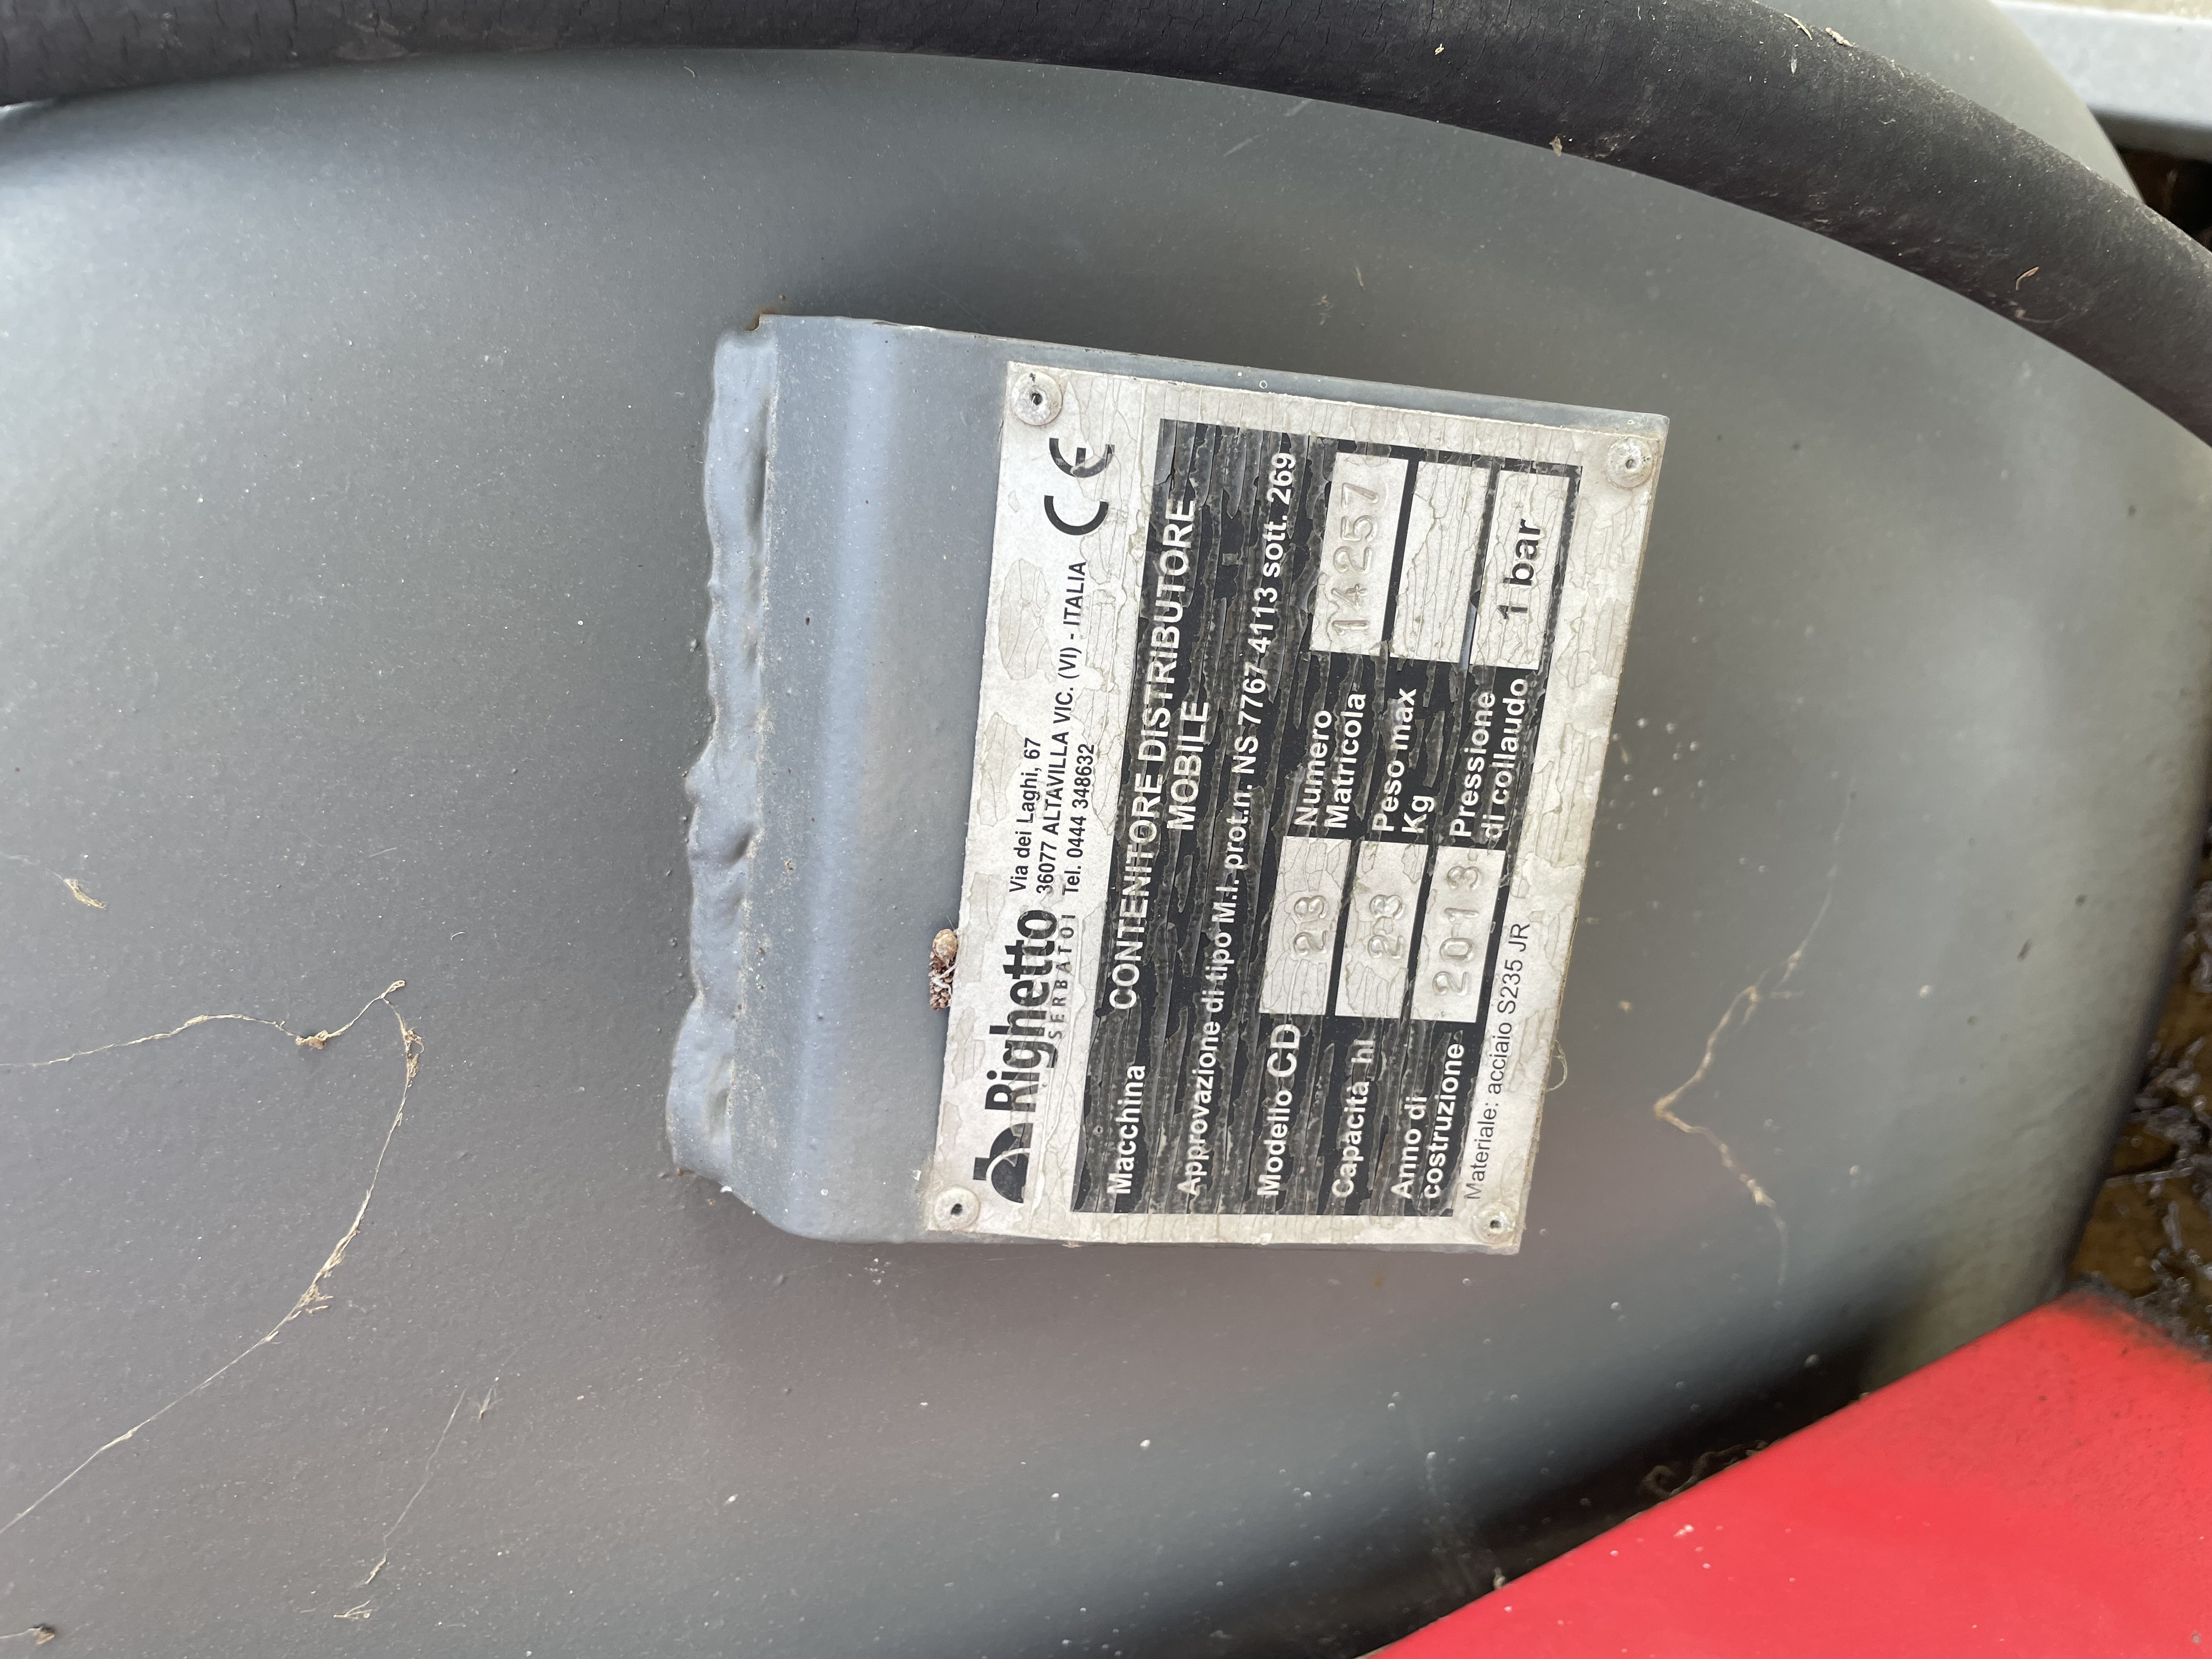 Righetto
SERBATOI
Via dei Laghi, 67
36077 ALTAVILLA VIC. (VI) - ITALIA
Tel. 0444 348632
CE
Macchina CONTENITORE DISTRIBUTORE
MOBILE
Approvazione di tipo M.I. prot.n. NS 7767 4113 sott. 269
Modello CD 23
Numero
Matricola 14257
Capacità hl 23
Peso max
Kg
Anno di
costruzione 2013
Pressione
di collaudo 1 bar
Materiale: acciaio S235 JR